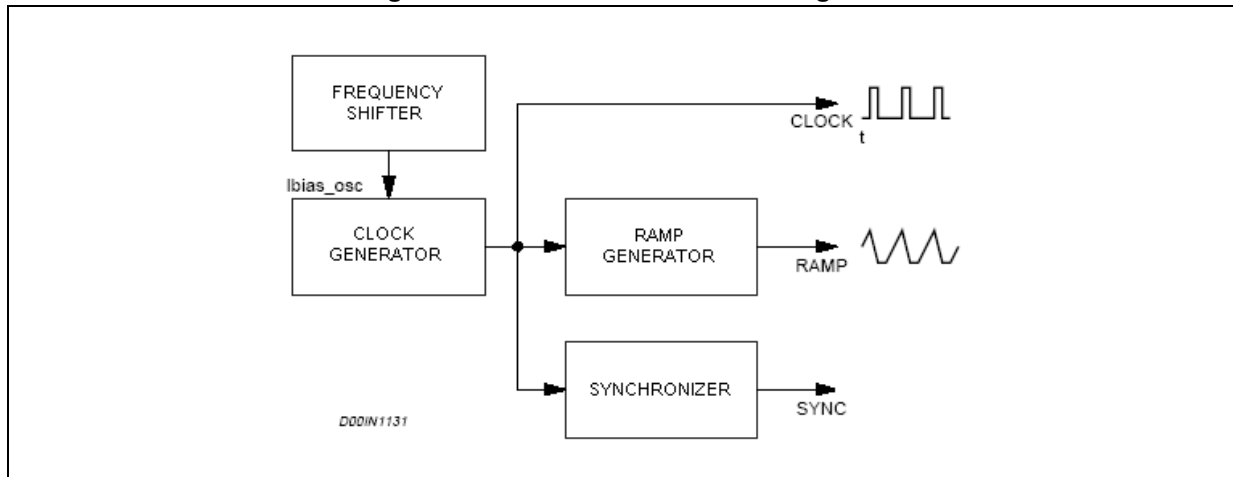 FREQUENCY
SHIFTER
CLOCK
t
Ibias_osc
CLOCK
GENERATOR
RAMP
GENERATOR
RAMP
SYNCHRONIZER
SYNC
D00IN1131